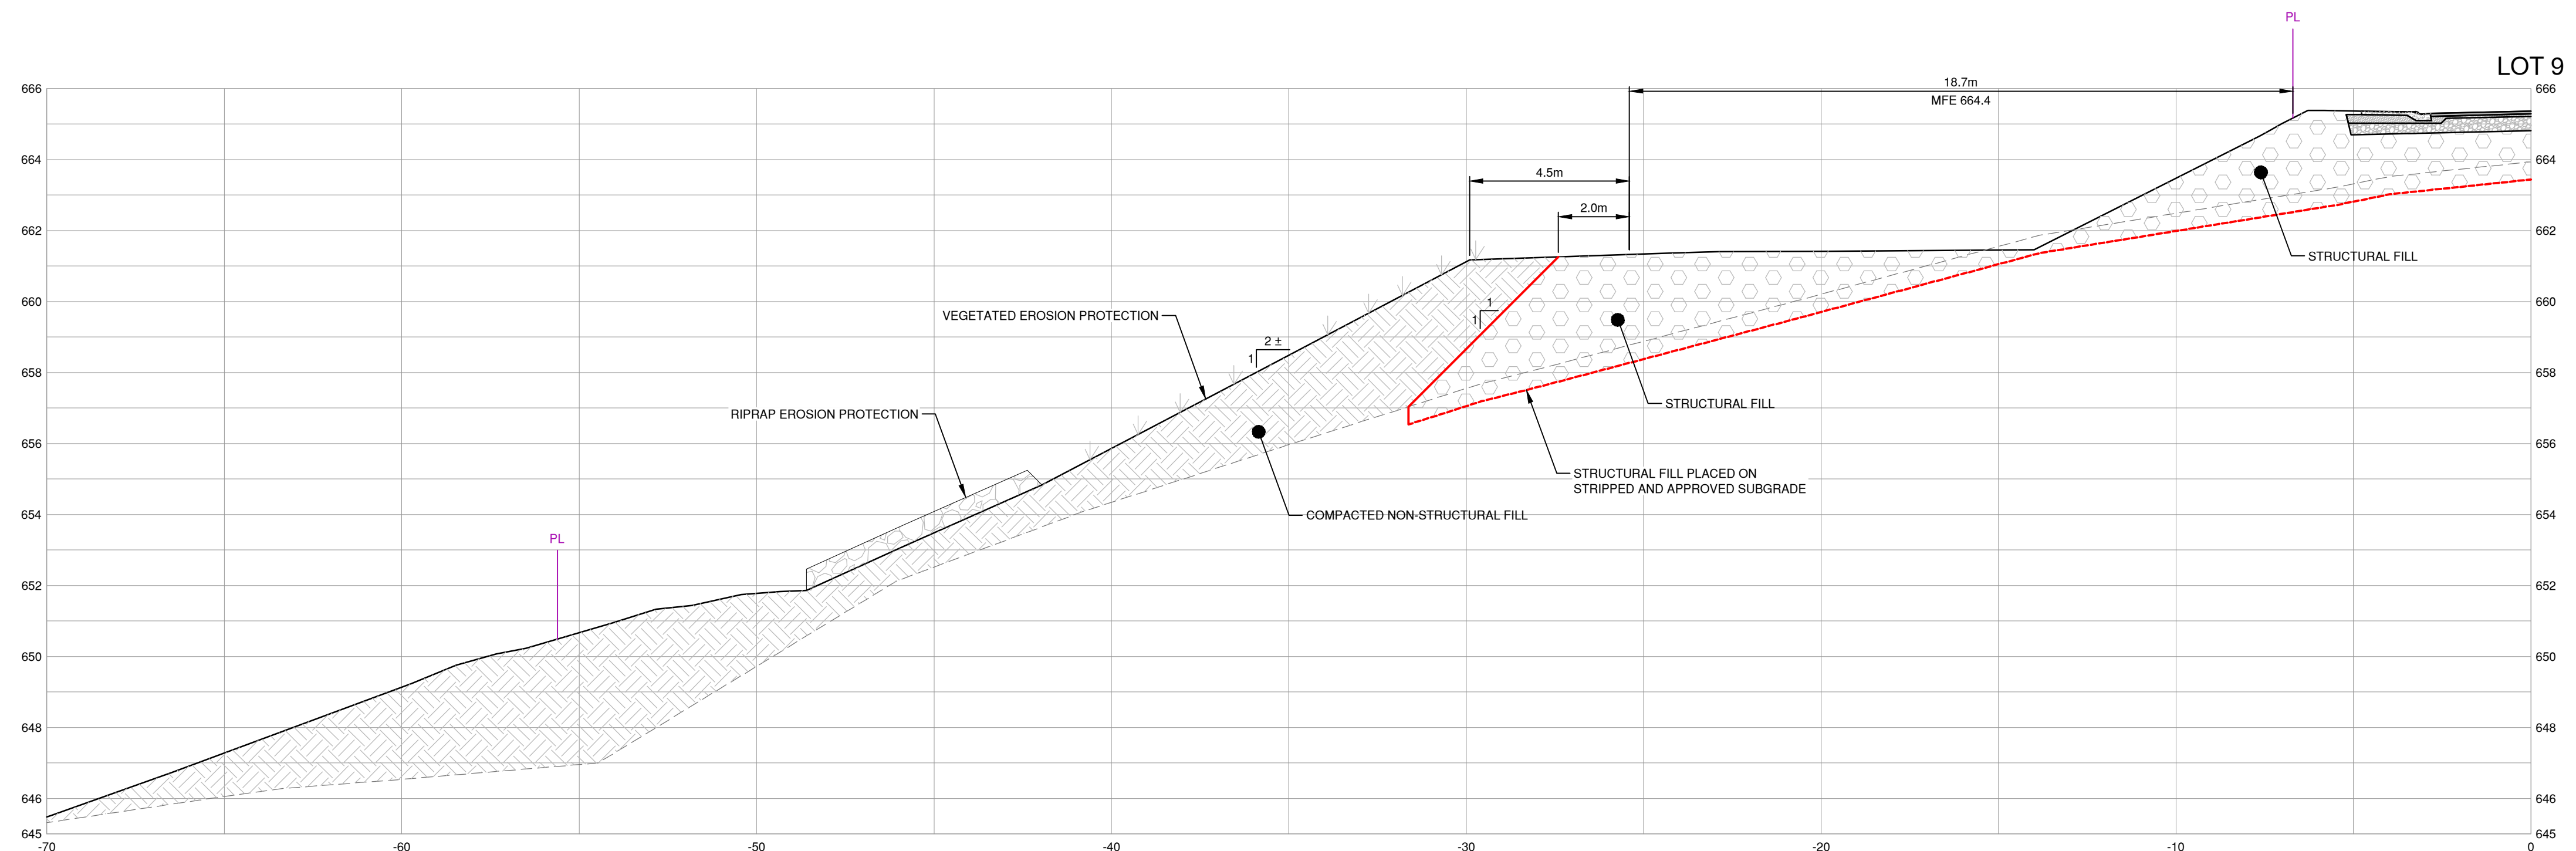 PL
LOT 9
666
18.7m
666
MFE 664.4
664
4.5m
664
2.0m
662
662
STRUCTURAL FILL
660
1
660
VEGETATED EROSION PROTECTION
1
2 ±
1
658
658
RIPRAP EROSION PROTECTION
STRUCTURAL FILL
656
656
STRUCTURAL FILL PLACED ON
STRIPPED AND APPROVED SUBGRADE
654
COMPACTED NON-STRUCTURAL FILL
654
PL
652
652
650
650
648
648
646
646
645
645
-70
-60
-50
-40
-30
-20
-10
0